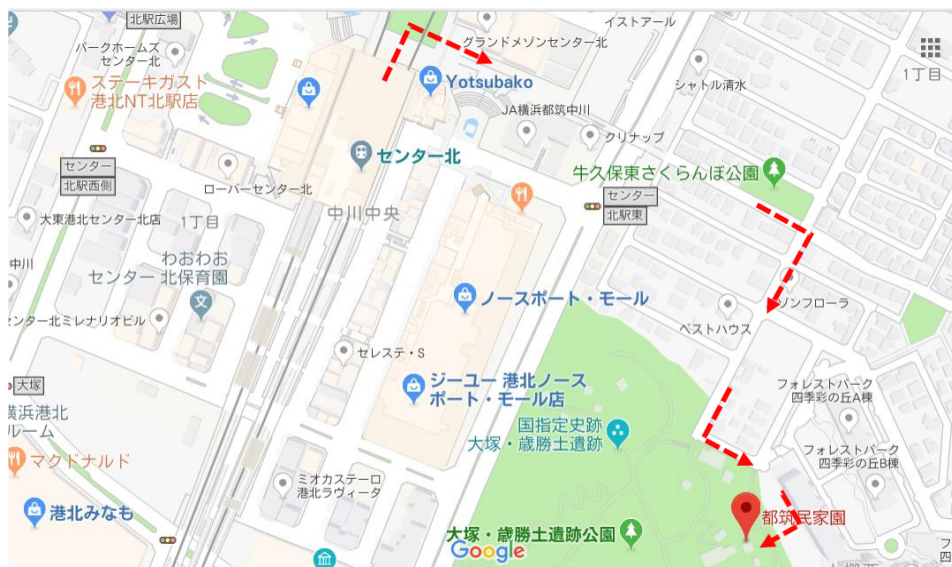 北駅広場
イストアール
パークホームズ
センター北
グランドメゾンセンター北
1丁目
ステーキガスト
港北NT北駅店
Yotsubako
シャトル清水
JA横浜都筑中川
クリナップ
センター
北駅西側
センター北
牛久保東さくらんぼ公園
ローバーセンター北
センター
北駅東
大東港北センター北店
1丁目
中川中央
わおわお
センター北保育園
中川
ノースポート・モール
ンフローラ
センター北ミレナリオビル
ベストハウス
セレステ・S
大塚
ジーユー 港北ノース
ポート・モール店
フォレストパーク
四季彩の丘A棟
横浜港北
ルーム
国指定史跡
大塚・歳勝土遺跡
フォレストパーク
四季彩の丘B棟
マクドナルド
ミオカステーロ
港北ラヴィータ
港北みなも
都筑民家園
大塚・歳勝土遺跡公園
Google
フ
四